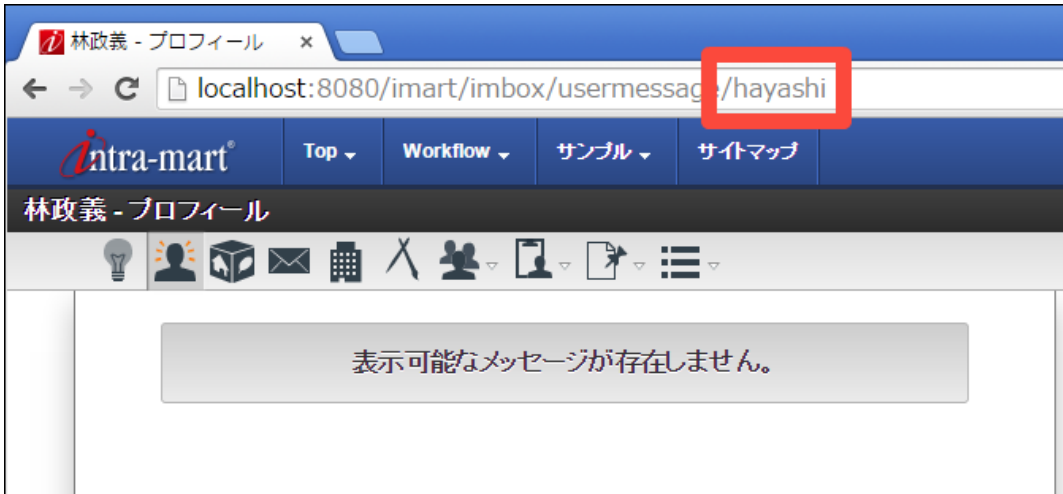 林政義 - プロフィール
localhost:8080/imart/imbox/usermessage/hayashi
intra-mart® Top Workflow サンプル サイトマップ
林政義 - プロフィール
表示可能なメッセージが存在しません。